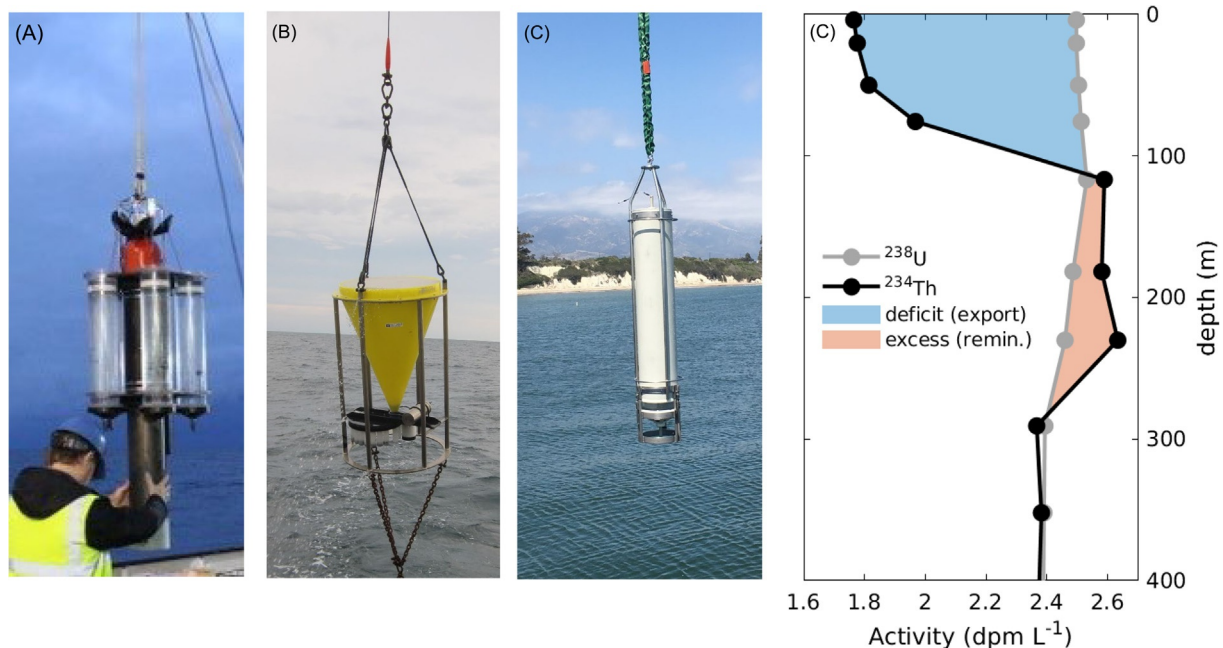 (A)
(B)
(C)
(C)
0
100
200
300
400
depth (m)
²³⁸U
²³⁴Th
deficit (export)
excess (remin.)
1.6 1.8 2 2.2 2.4 2.6
Activity (dpm L⁻¹)